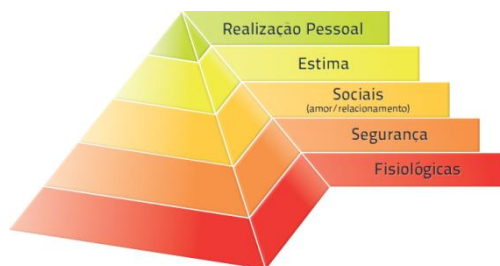 Realização Pessoal
Estima
Sociais
(amor/relacionamento)
Segurança
Fisiológicas